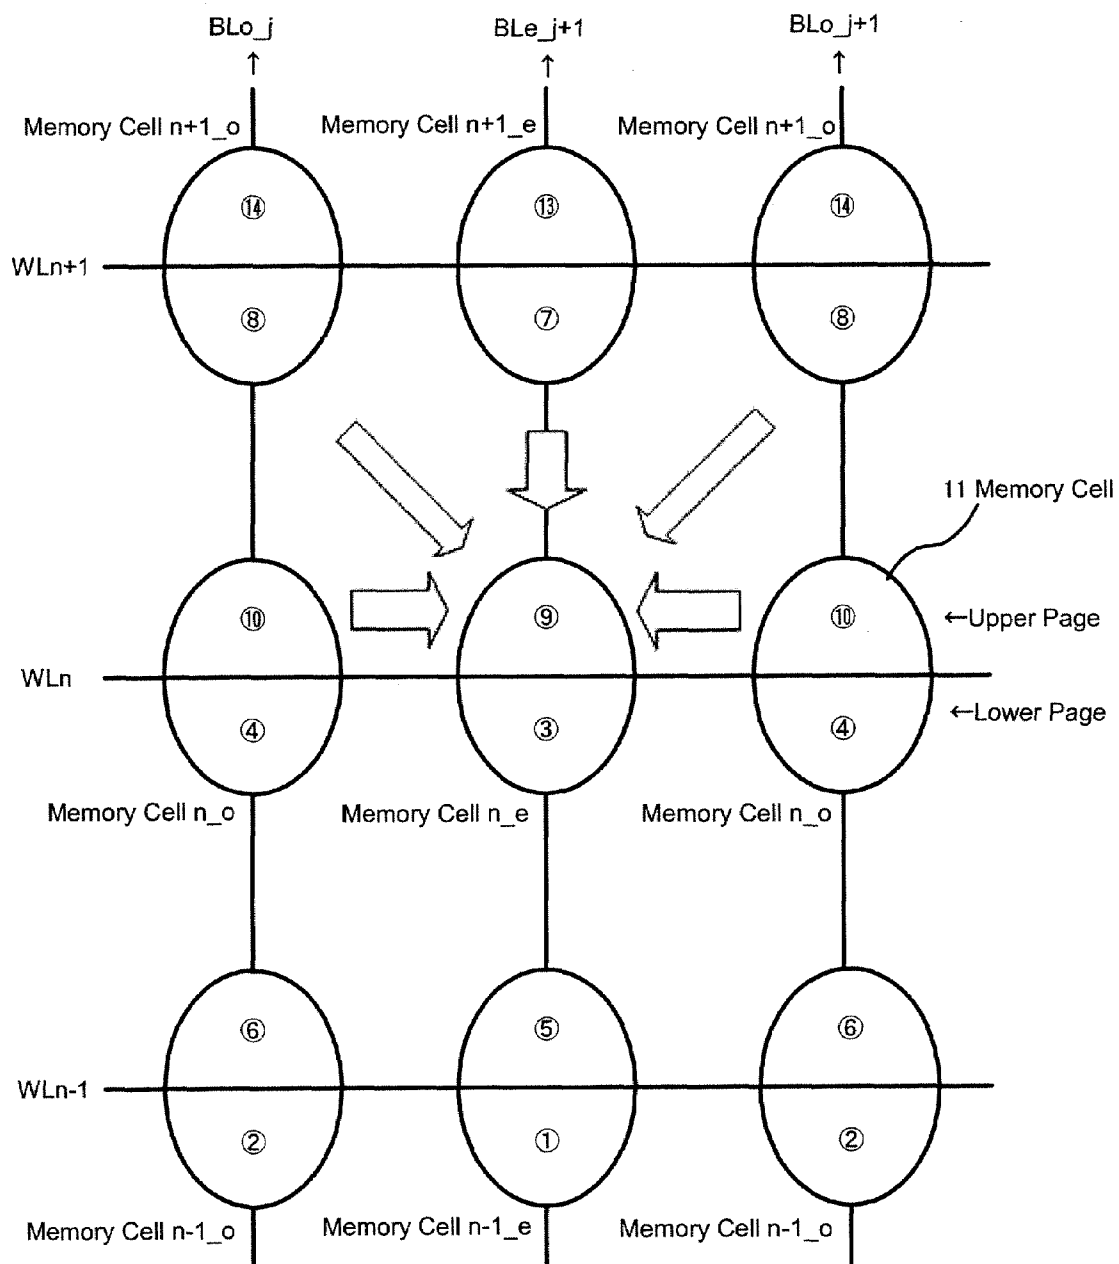 BLo_j BLe_j+1 BLo_j+1
↑ ↑ ↑
Memory Cell n+1_o Memory Cell n+1_e Memory Cell n+1_o
⑭ ⑬ ⑭
WLn+1
⑧ ⑦ ⑧
11 Memory Cell
⑩ ⑨ ⑩ ←Upper Page
WLn
④ ③ ④ ←Lower Page
Memory Cell n_o Memory Cell n_e Memory Cell n_o
⑥ ⑤ ⑥
WLn-1
② ① ②
Memory Cell n-1_o Memory Cell n-1_e Memory Cell n-1_o